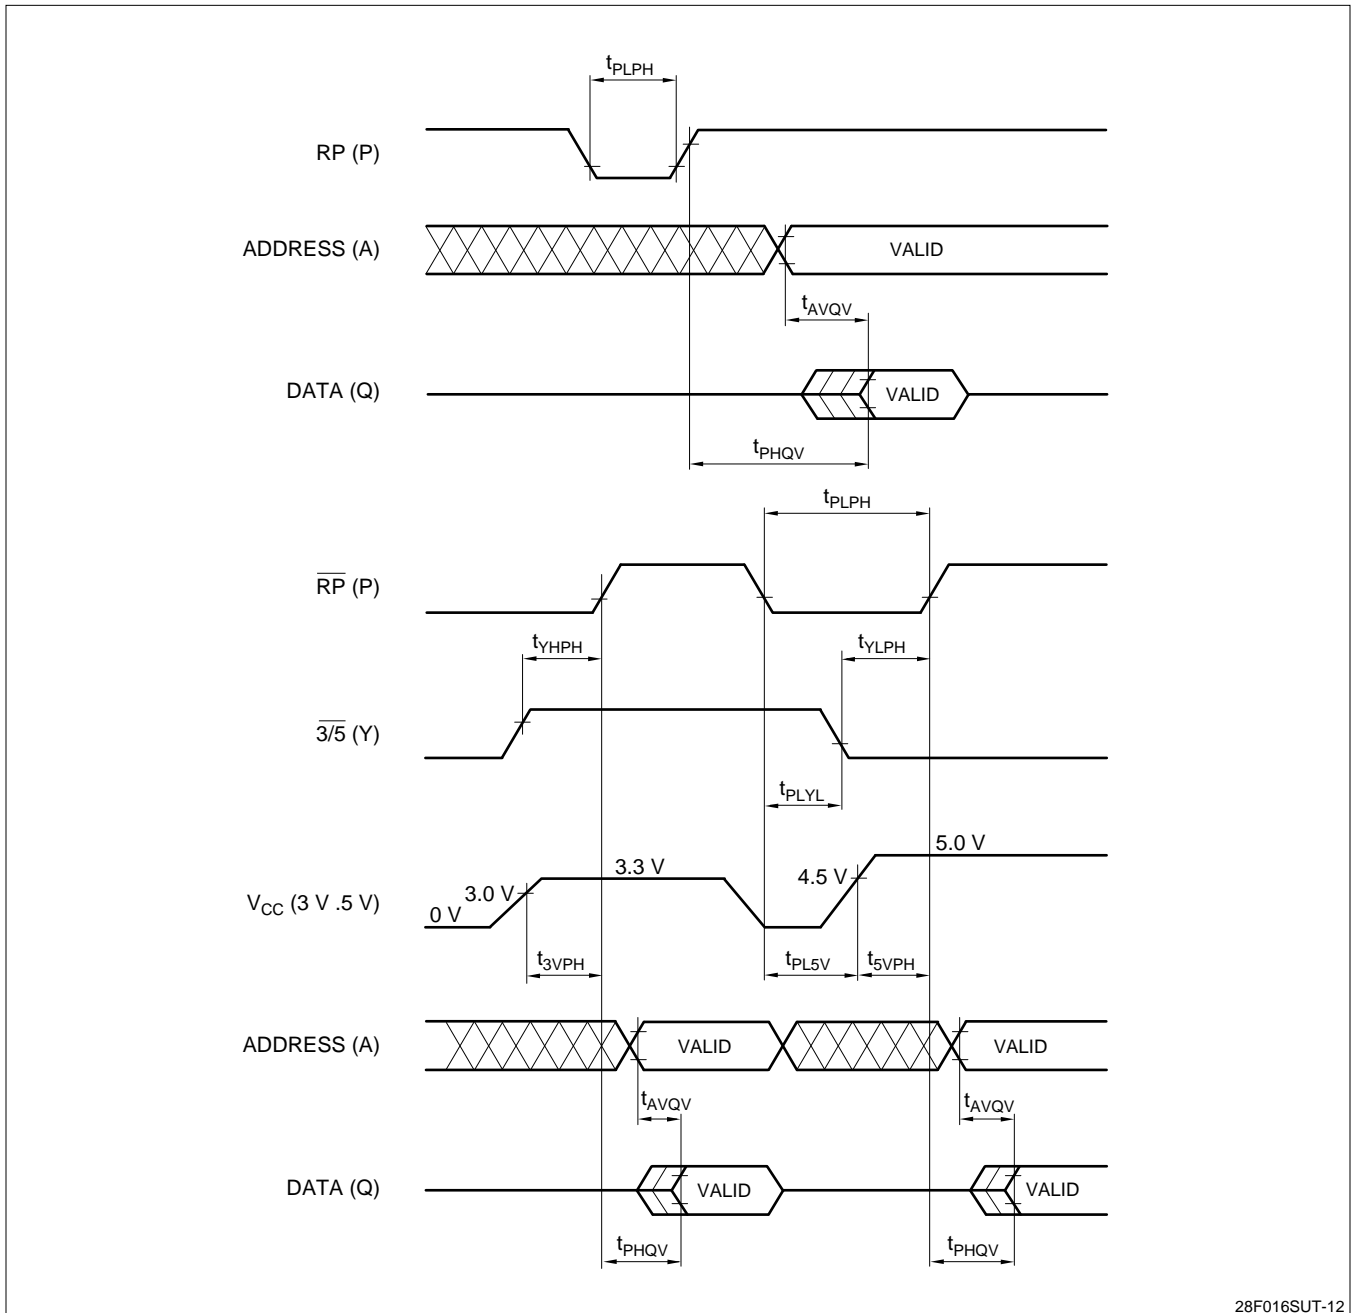 tPLPH
RP (P)
ADDRESS (A)
VALID
tAVQV
DATA (Q)
VALID
tPHQV
tPLPH
RP (P)
tYHPH
tYLPH
3/5 (Y)
tPLYL
5.0 V
3.3 V
4.5 V
3.0 V
VCC (3 V .5 V)
0 V
t3VPH
tPL5V
t5VPH
ADDRESS (A)
VALID
VALID
tAVQV
tAVQV
DATA (Q)
VALID
VALID
tPHQV
tPHQV
28F016SUT-12